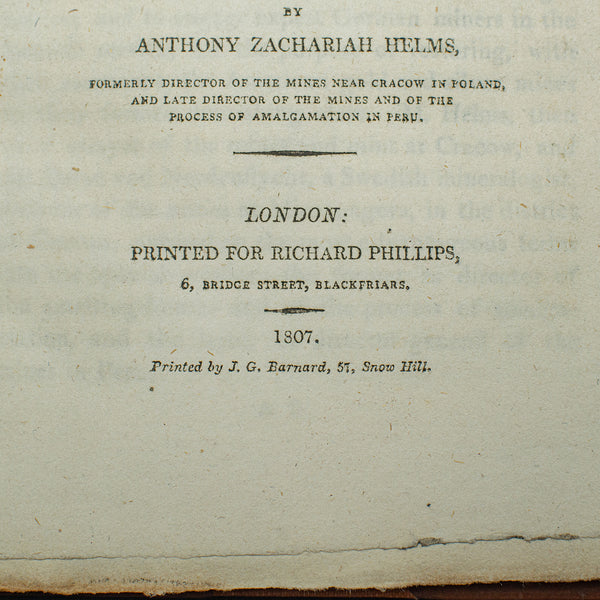 BY
ANTHONY ZACHARIAH HELMS,
FORMERLY DIRECTOR OF THE MINES NEAR CRACOW IN POLAND,
AND LATE DIRECTOR OF THE MINES AND OF THE
PROCESS OF AMALGAMATION IN PERU.
LONDON:
PRINTED FOR RICHARD PHILLIPS,
6, BRIDGE STREET, BLACKFRIARS.
1807.
Printed by J. G. Barnard, 57, Snow Hill.